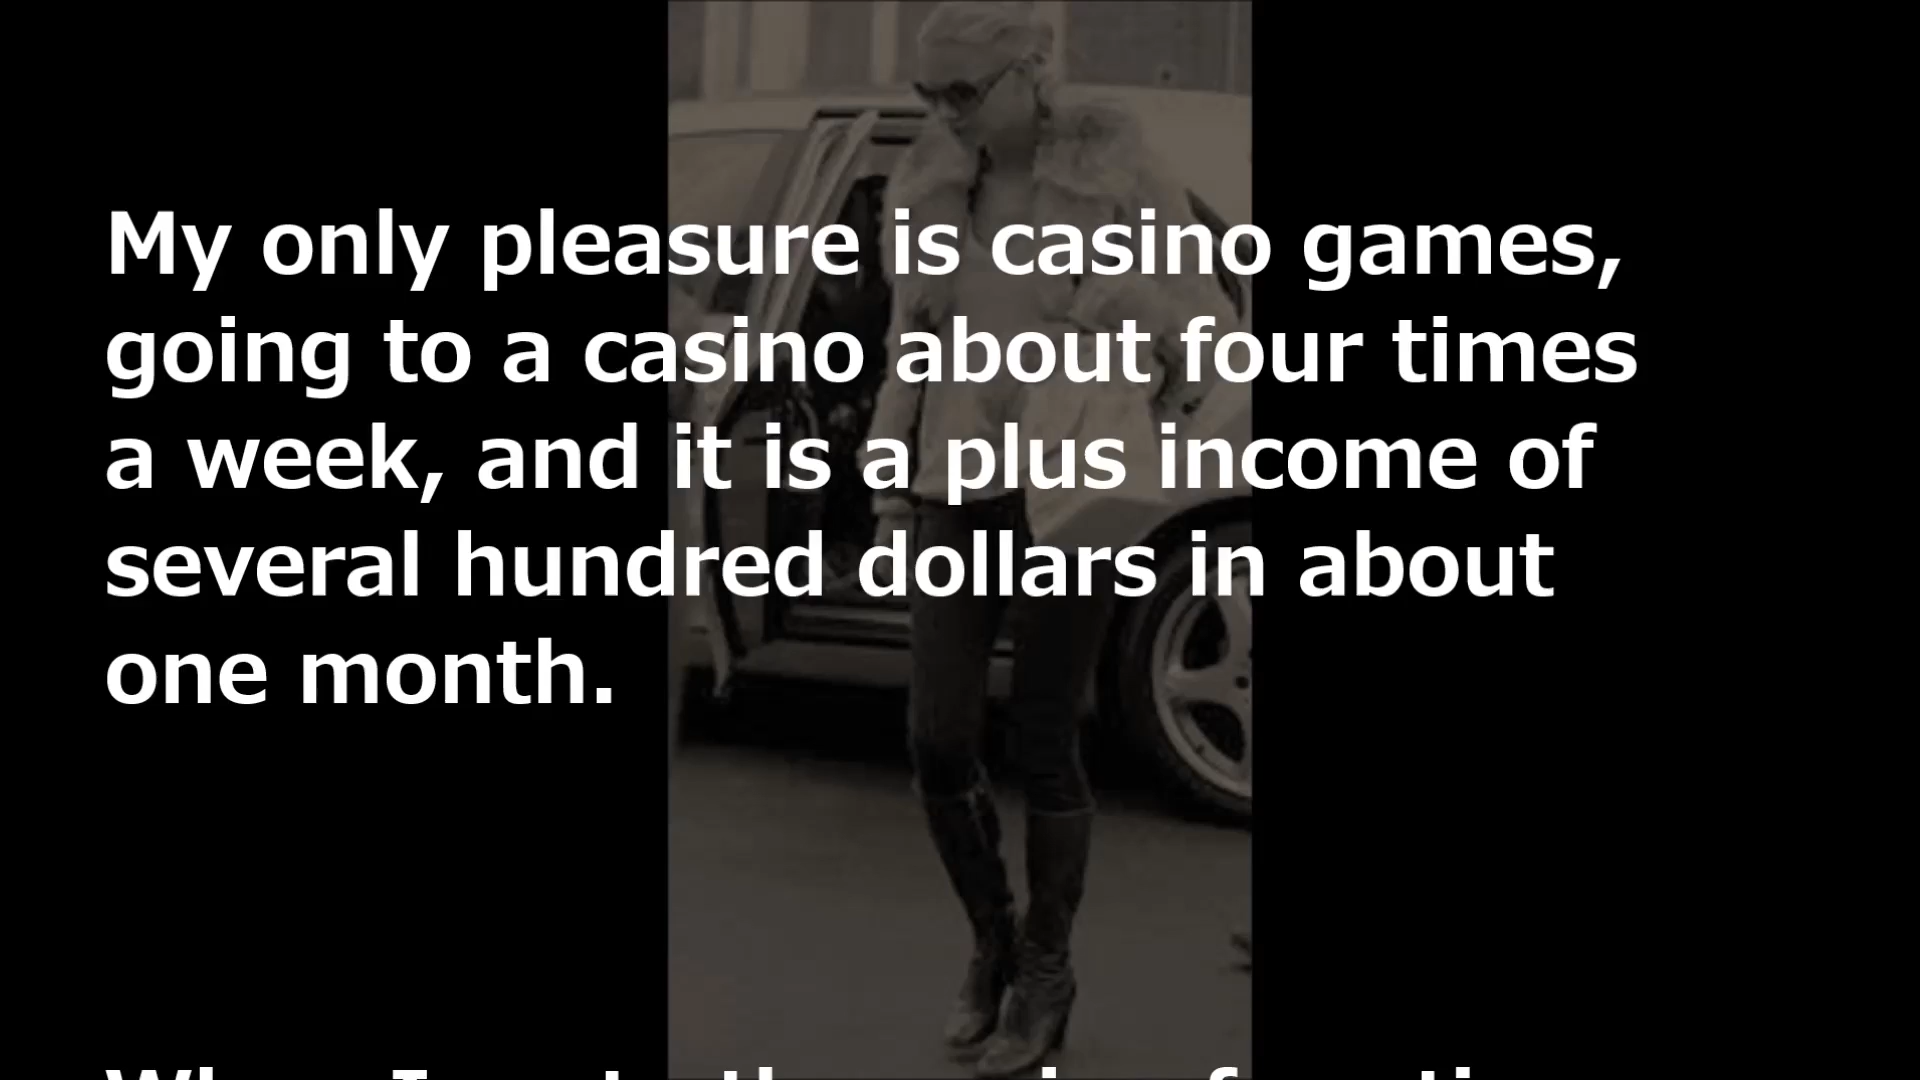 My only pleasure is casino games,
going to a casino about four times
a week, and it is a plus income of
several hundred dollars in about
one month.